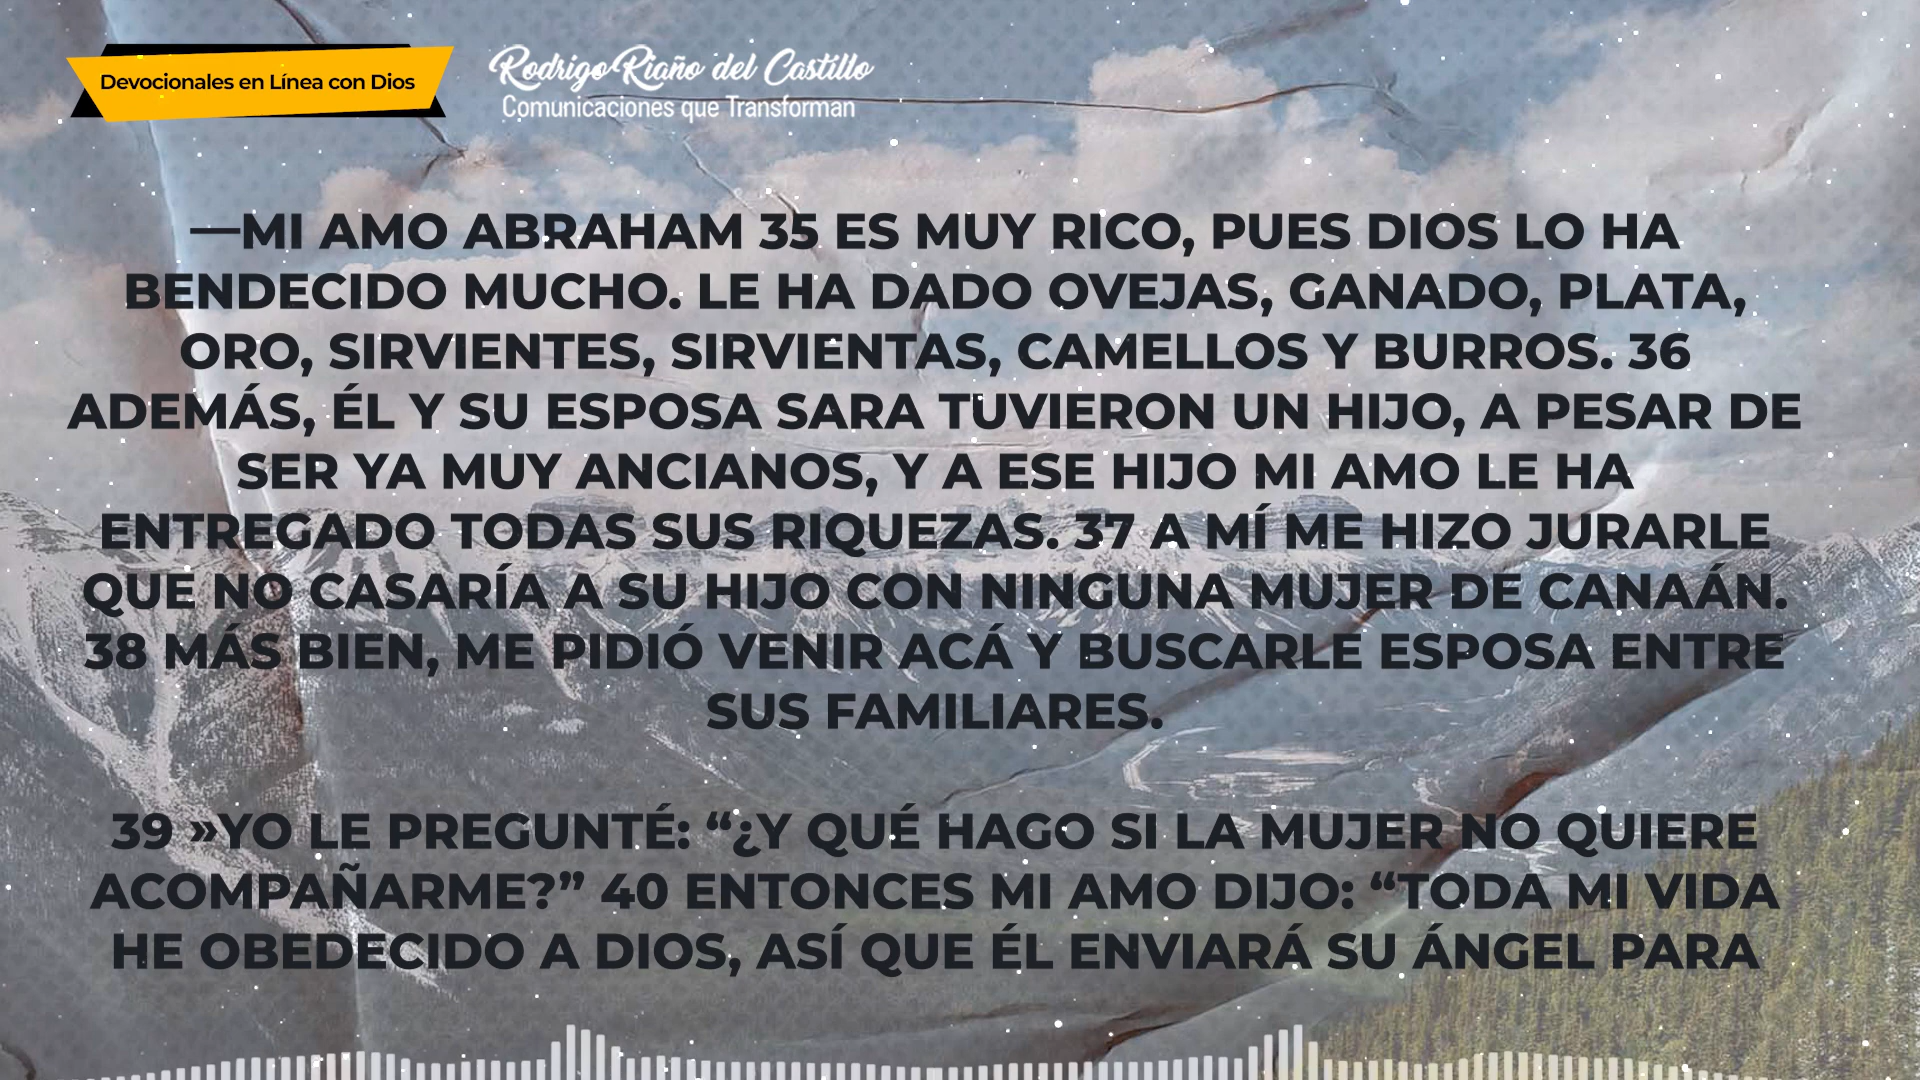 Devocionales en Línea con Dios
Rodrigo Riaño del Castillo
Comunicaciones que Transforman
—MI AMO ABRAHAM 35 ES MUY RICO, PUES DIOS LO HA
BENDECIDO MUCHO. LE HA DADO OVEJAS, GANADO, PLATA,
ORO, SIRVIENTES, SIRVIENTAS, CAMELLOS Y BURROS. 36
ADEMÁS, ÉL Y SU ESPOSA SARA TUVIERON UN HIJO, A PESAR DE
SER YA MUY ANCIANOS, Y A ESE HIJO MI AMO LE HA
ENTREGADO TODAS SUS RIQUEZAS. 37 A MÍ ME HIZO JURARLE
QUE NO CASARÍA A SU HIJO CON NINGUNA MUJER DE CANAÁN.
38 MÁS BIEN, ME PIDIÓ VENIR ACÁ Y BUSCARLE ESPOSA ENTRE
SUS FAMILIARES.
39 »YO LE PREGUNTÉ: “¿Y QUÉ HAGO SI LA MUJER NO QUIERE
ACOMPAÑARME?” 40 ENTONCES MI AMO DIJO: “TODA MI VIDA
HE OBEDECIDO A DIOS, ASÍ QUE ÉL ENVIARÁ SU ÁNGEL PARA